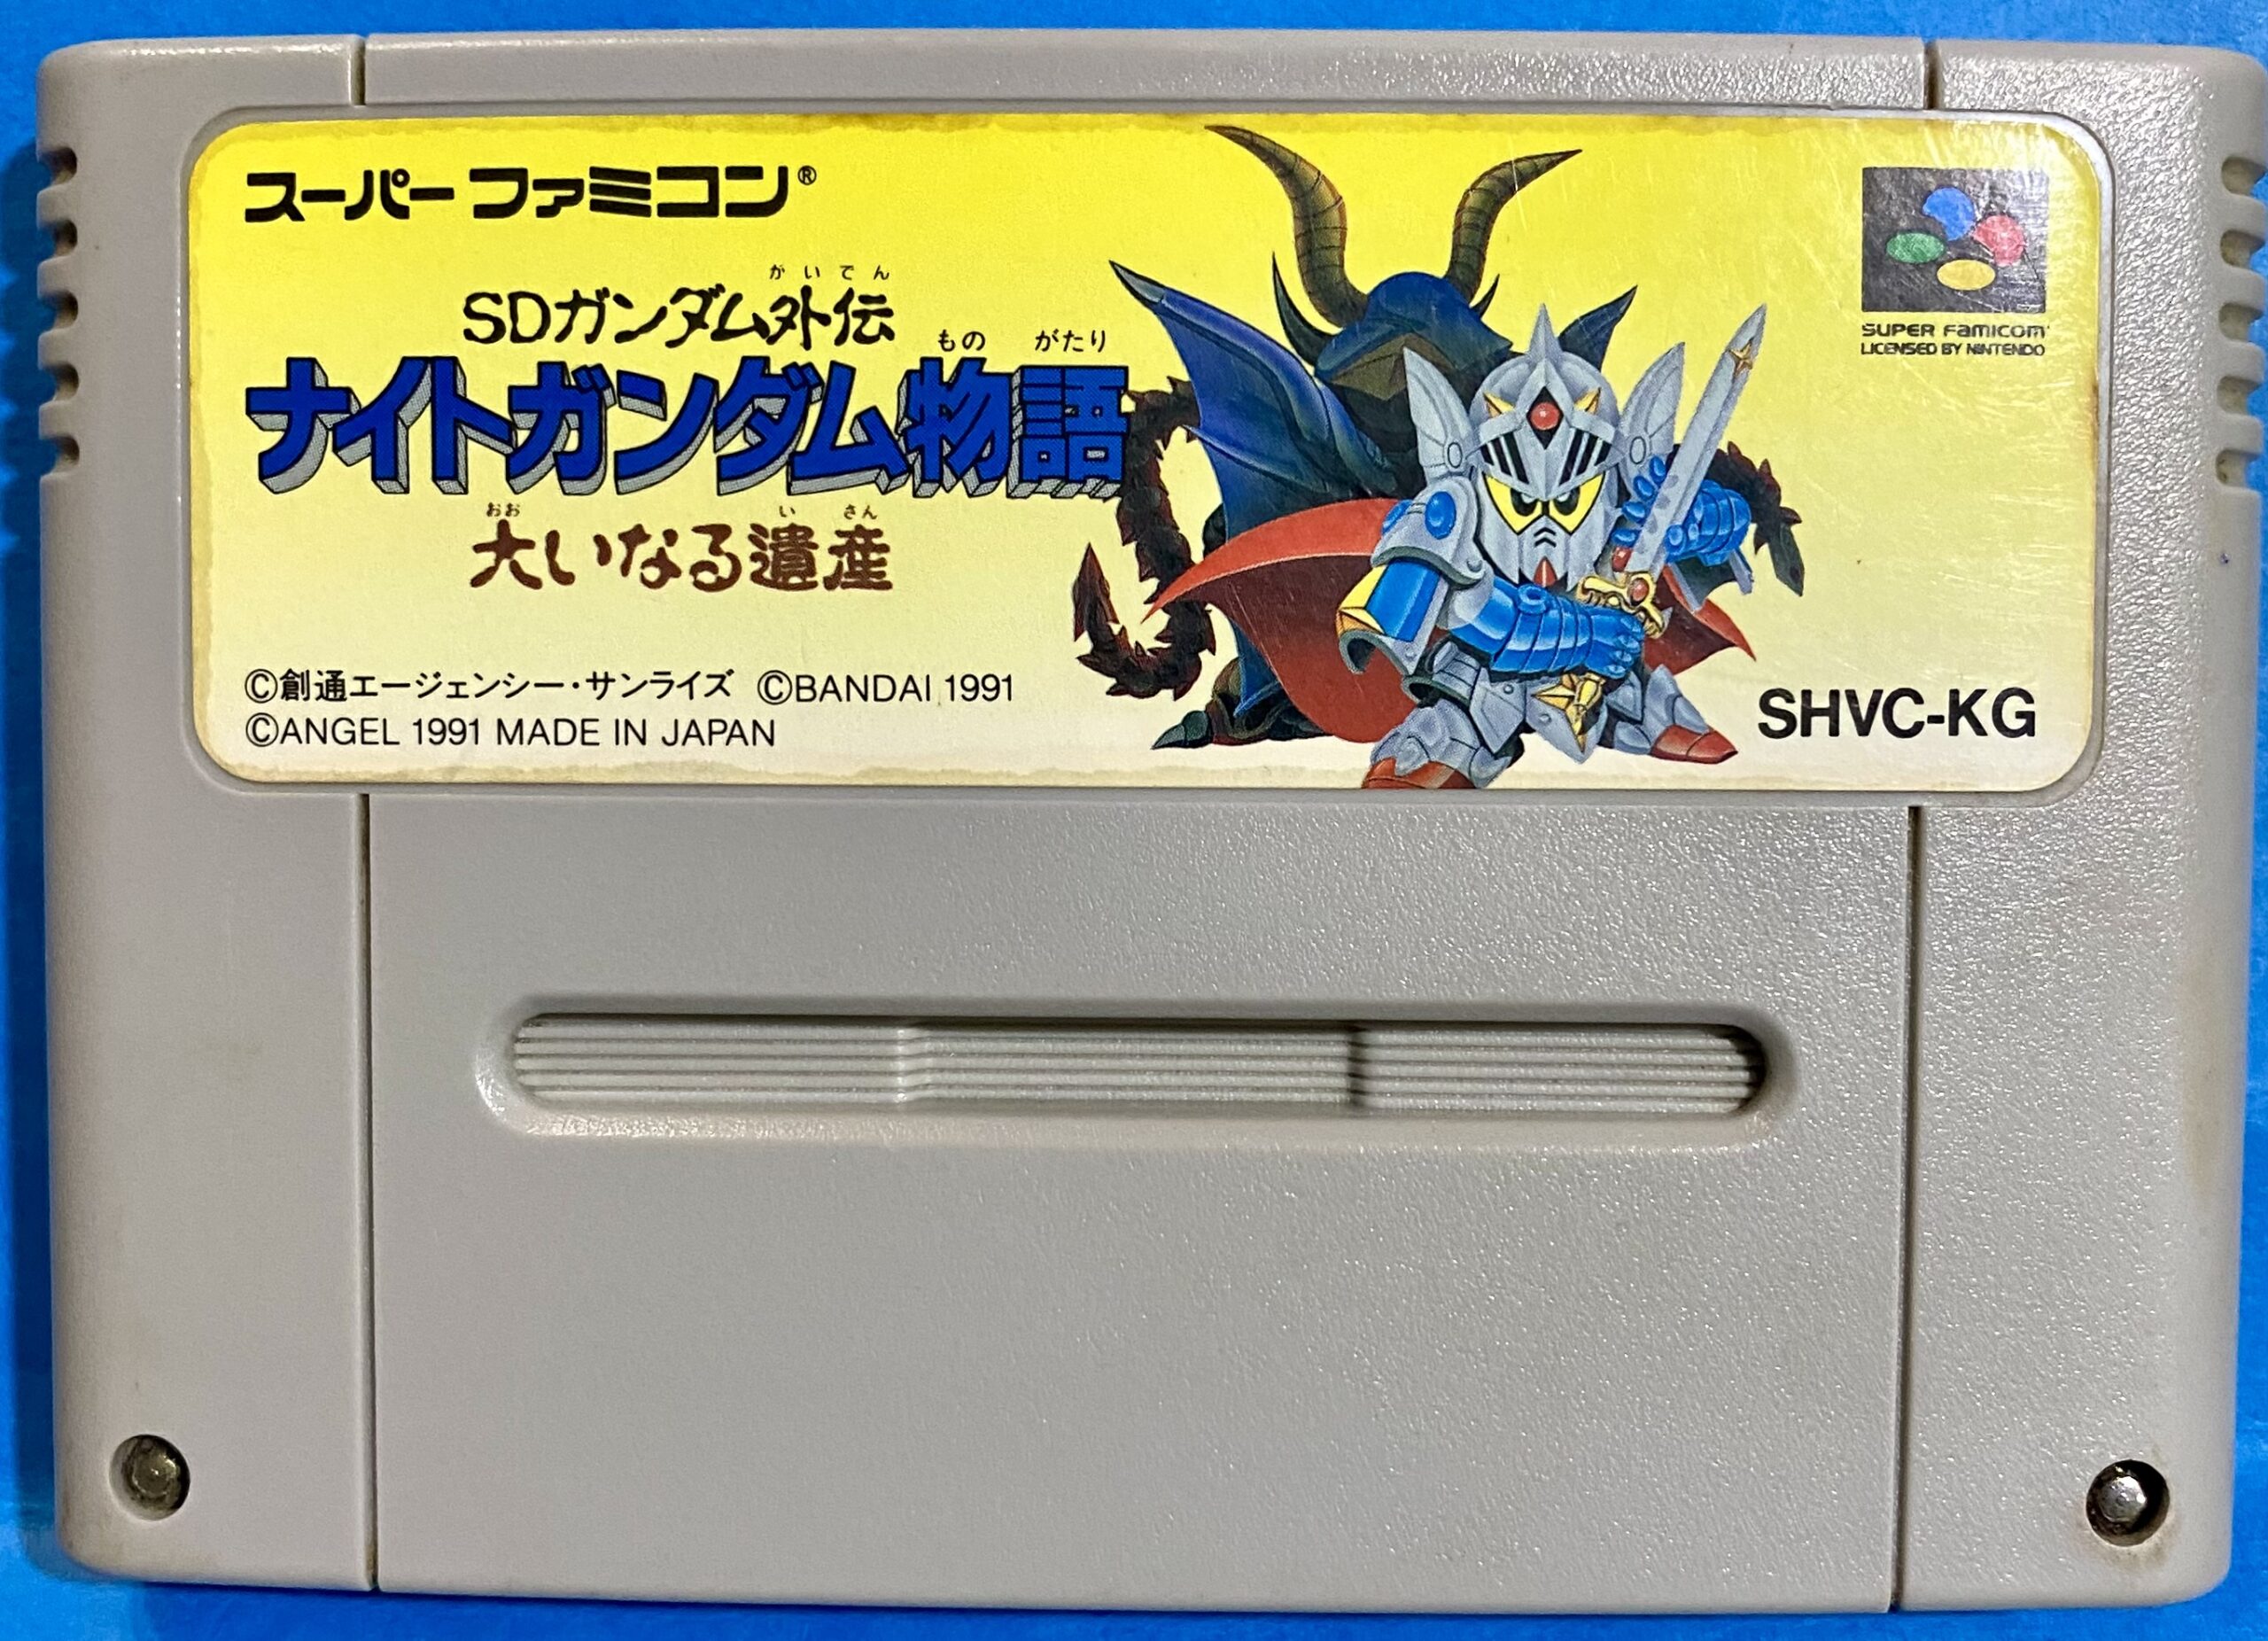 スーパーファミコン®
がいでん
SDガンダム外伝
もの がたり
ナイトガンダム物語
おお い さん
大いなる遺産
©創通エージェンシー・サンライズ ©BANDAI 1991
©ANGEL 1991 MADE IN JAPAN
SUPER FAMICOM
LICENSED BY NINTENDO
SHVC-KG